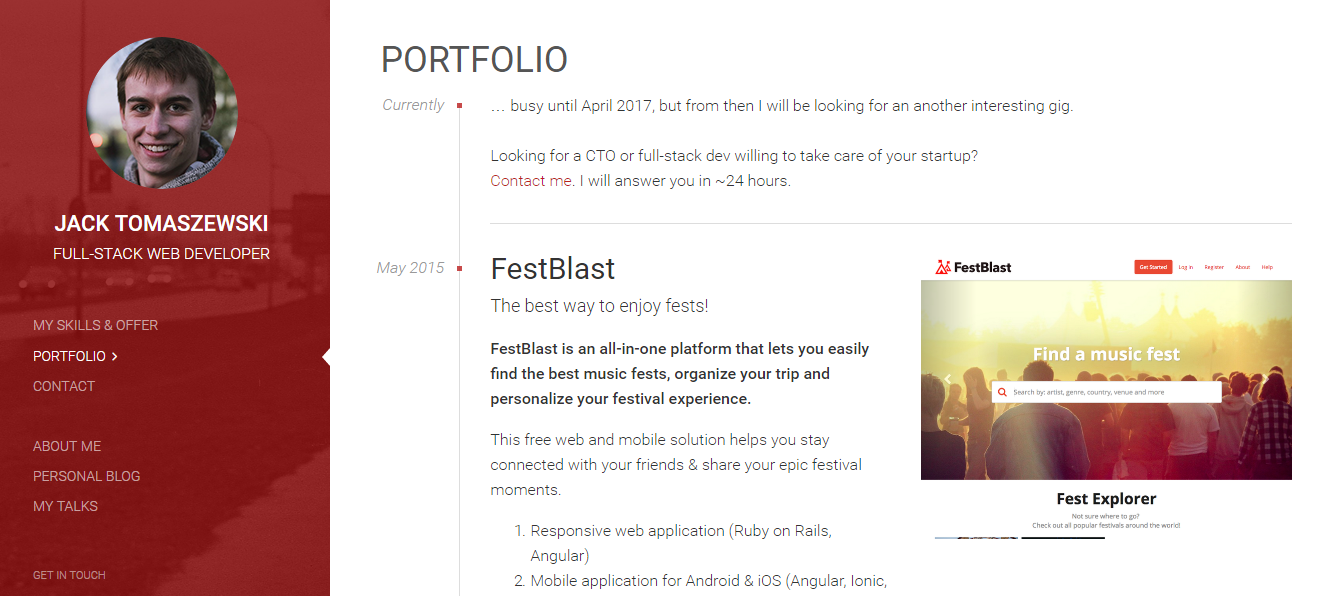 JACK TOMASZEWSKI
FULL-STACK WEB DEVELOPER
MY SKILLS & OFFER
PORTFOLIO
CONTACT
ABOUT ME
PERSONAL BLOG
MY TALKS
GET IN TOUCH
PORTFOLIO
Currently
… busy until April 2017, but from then I will be looking for an another interesting gig.
Looking for a CTO or full-stack dev willing to take care of your startup?
Contact me. I will answer you in ~24 hours.
May 2015
FestBlast
The best way to enjoy fests!
FestBlast is an all-in-one platform that lets you easily
find the best music fests, organize your trip and
personalize your festival experience.
This free web and mobile solution helps you stay
connected with your friends & share your epic festival
moments.
1. Responsive web application (Ruby on Rails,
Angular)
2. Mobile application for Android & iOS (Angular, Ionic,
FestBlast
Get Started Log in Register About Help
Find a music fest
Search by: artist, genre, country, venue and more
Fest Explorer
Not sure where to go?
Check out all popular festivals around the world!